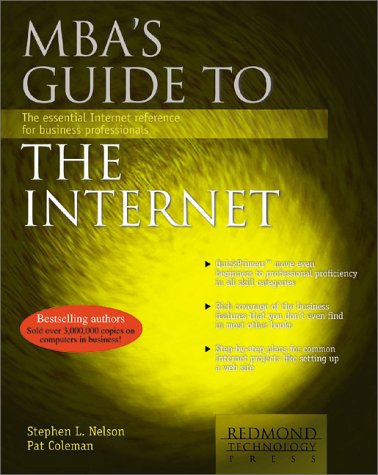 MBA'S
GUIDE TO
The essential Internet reference
for business professionals
THE
INTERNET
QuickPrimers™ move even
beginners to professional proficiency
in all skill categories
Rich coverage of the business
features that you don't even find
in most other books
Step-by-step plans for common
Internet projects like setting up
a web site
Bestselling authors
Sold over 3,000,000 copies on
computers in business!
Stephen L. Nelson
Pat Coleman
REDMOND
TECHNOLOGY
PRESS